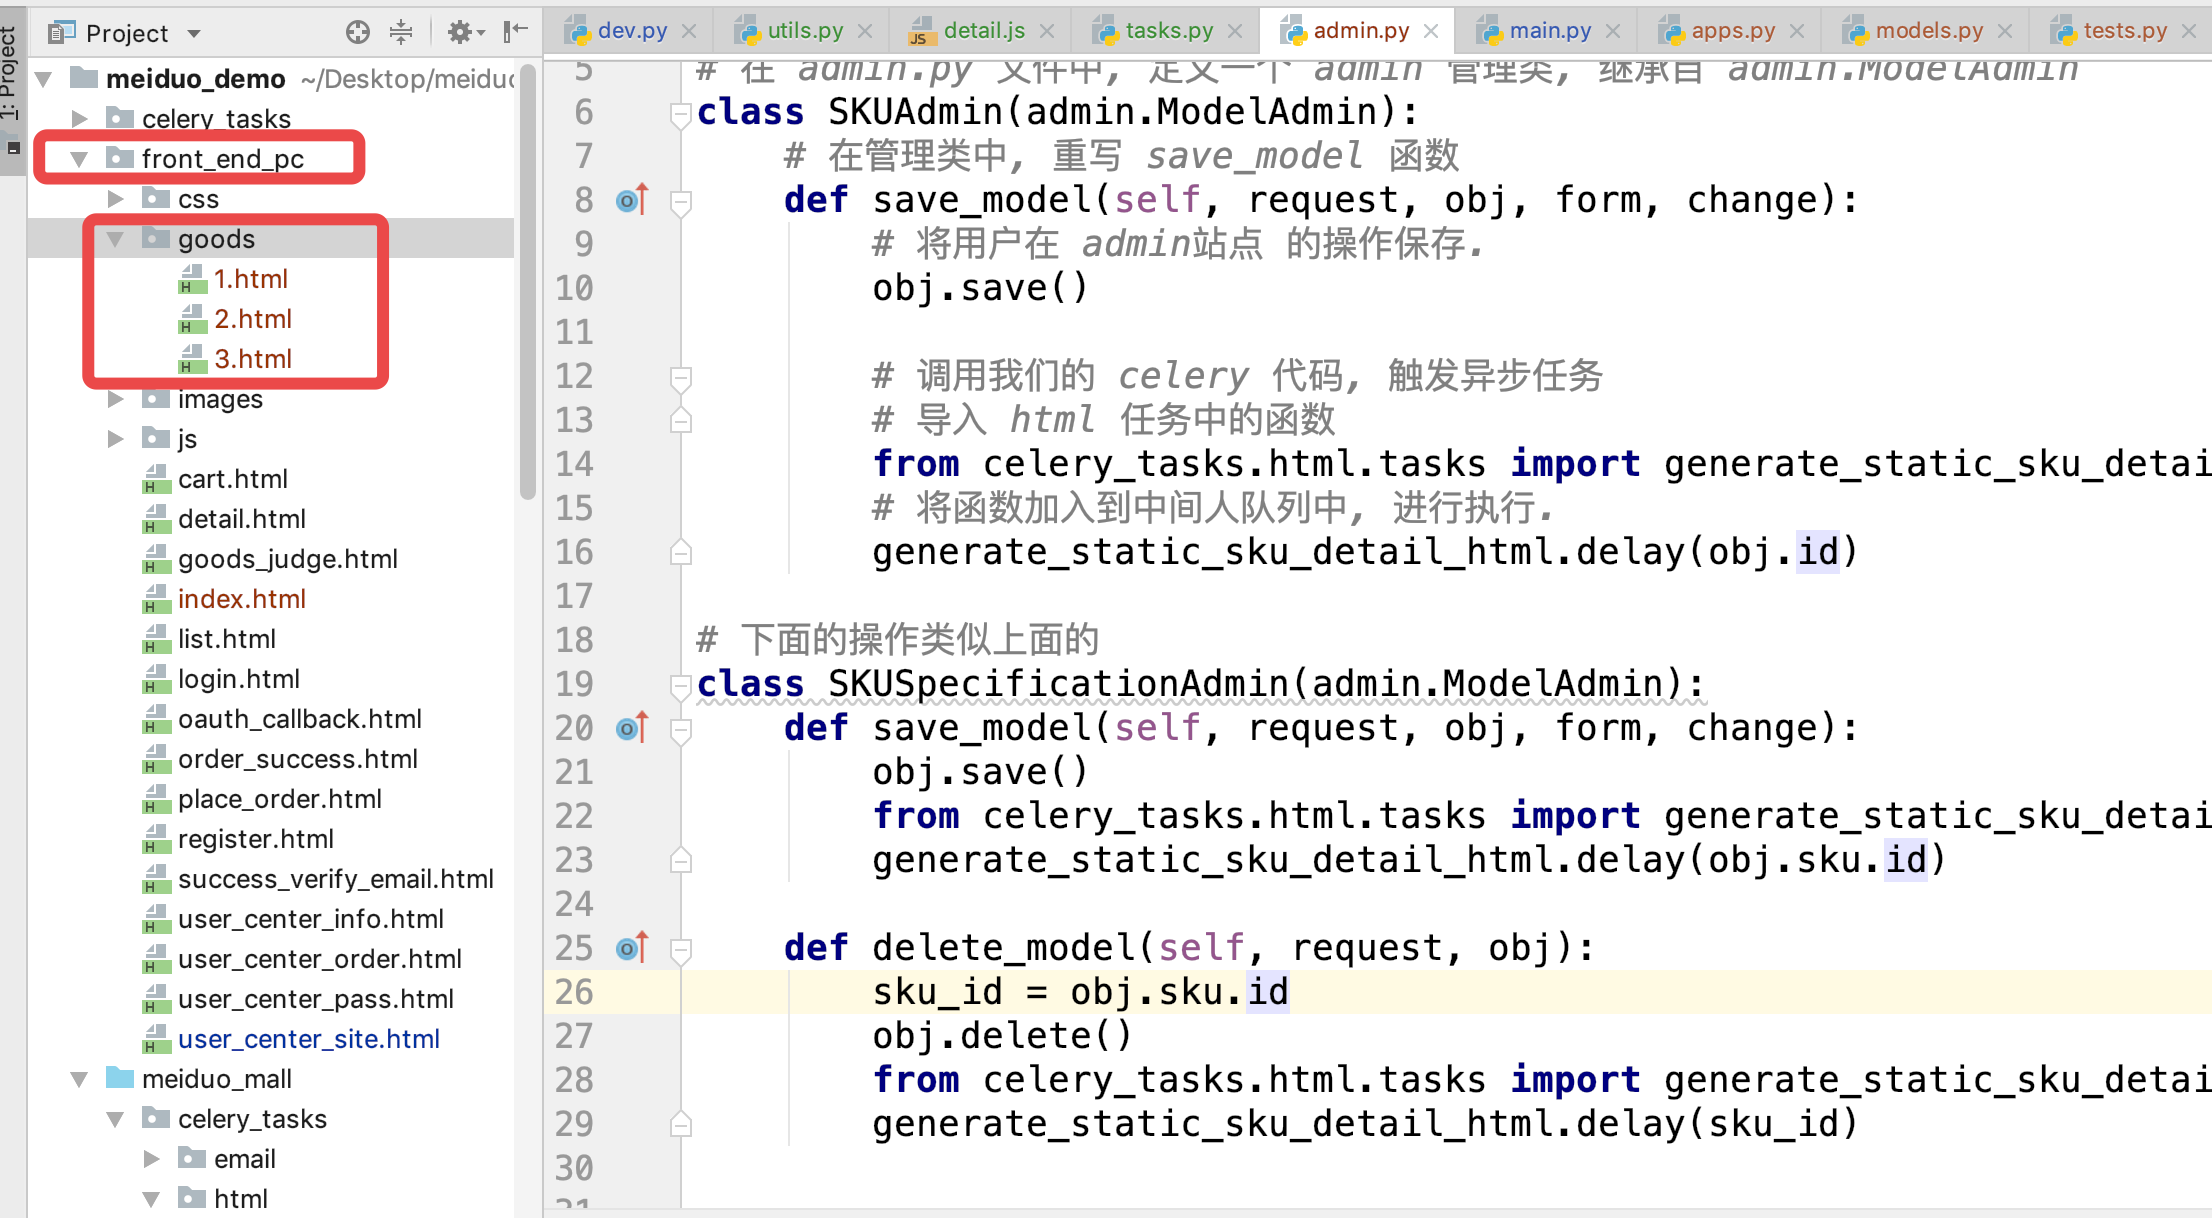 1: Project
Project
dev.py
utils.py
detail.js
tasks.py
admin.py
main.py
apps.py
models.py
tests.py
meiduo_demo ~/Desktop/meiduo
celery_tasks
front_end_pc
css
goods
1.html
2.html
3.html
images
js
cart.html
detail.html
goods_judge.html
index.html
list.html
login.html
oauth_callback.html
order_success.html
place_order.html
register.html
success_verify_email.html
user_center_info.html
user_center_order.html
user_center_pass.html
user_center_site.html
meiduo_mall
celery_tasks
email
html
5 # 在 admin.py 文件中, 定义一个 admin 管理类, 继承自 admin.ModelAdmin
6 class SKUAdmin(admin.ModelAdmin):
7 # 在管理类中, 重写 save_model 函数
8 def save_model(self, request, obj, form, change):
9 # 将用户在 admin站点 的操作保存.
10 obj.save()
11
12 # 调用我们的 celery 代码, 触发异步任务
13 # 导入 html 任务中的函数
14 from celery_tasks.html.tasks import generate_static_sku_detai
15 # 将函数加入到中间人队列中, 进行执行.
16 generate_static_sku_detail_html.delay(obj.id)
17
18 # 下面的操作类似上面的
19 class SKUSpecificationAdmin(admin.ModelAdmin):
20 def save_model(self, request, obj, form, change):
21 obj.save()
22 from celery_tasks.html.tasks import generate_static_sku_detai
23 generate_static_sku_detail_html.delay(obj.sku.id)
24
25 def delete_model(self, request, obj):
26 sku_id = obj.sku.id
27 obj.delete()
28 from celery_tasks.html.tasks import generate_static_sku_detai
29 generate_static_sku_detail_html.delay(sku_id)
30
31